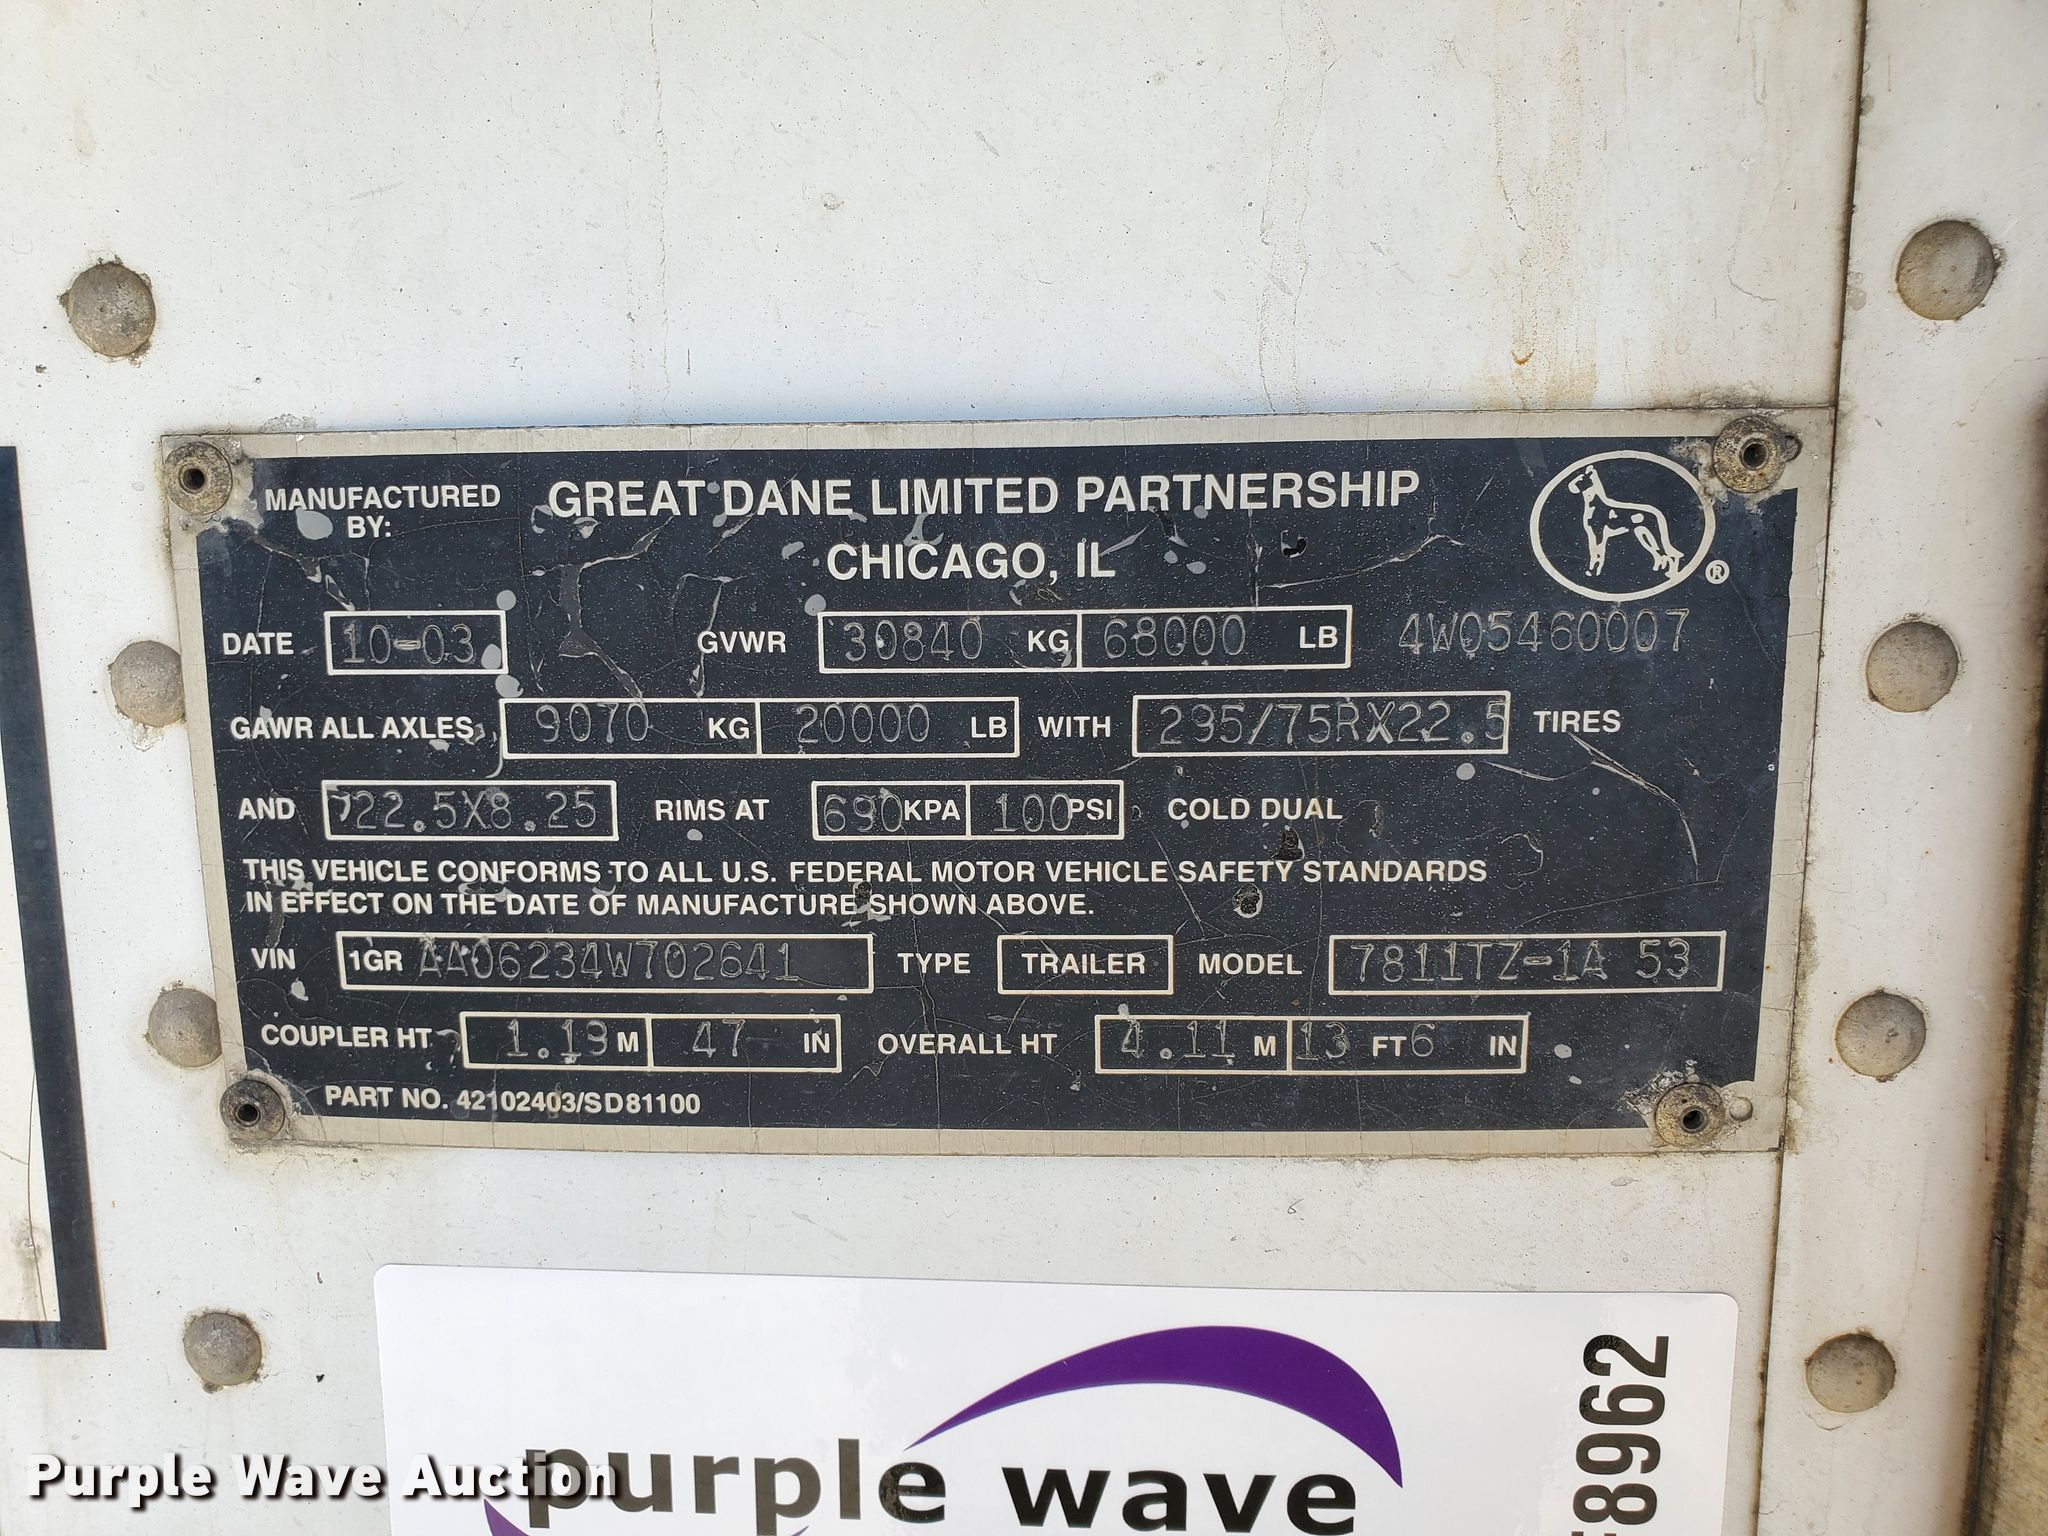 MANUFACTURED BY: GREAT DANE LIMITED PARTNERSHIP
CHICAGO, IL
®
DATE 10-03 GVWR 30840 KG 68000 LB 4W05460007
GAWR ALL AXLES 9070 KG 20000 LB WITH 295/75RX22.5 TIRES
AND 22.5X8.25 RIMS AT 690 KPA 100 PSI COLD DUAL
THIS VEHICLE CONFORMS TO ALL U.S. FEDERAL MOTOR VEHICLE SAFETY STANDARDS
IN EFFECT ON THE DATE OF MANUFACTURE SHOWN ABOVE.
VIN 1GR AA06234W702641 TYPE TRAILER MODEL 7811TZ-1A 53
COUPLER HT 1.19 M 47 IN OVERALL HT 4.11 M 13 FT 6 IN
PART NO. 42102403/SD81100
purple wave
8962
Purple Wave Auction